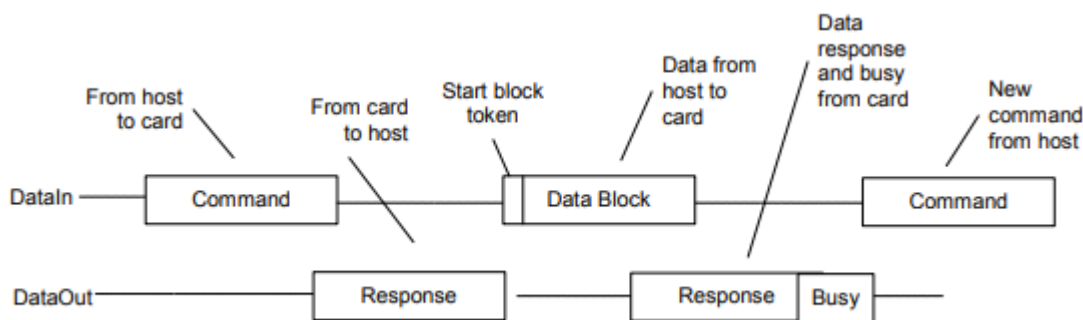 From host
to card
From card
to host
Start block
token
Data from
host to
card
Data
response
and busy
from card
New
command
from host
DataIn
Command
Data Block
Command
DataOut
Response
Response
Busy